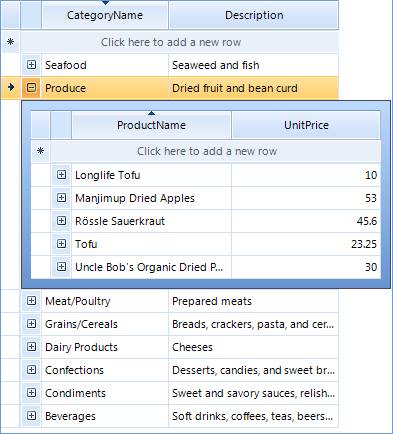 CategoryName Description
Click here to add a new row
Seafood Seaweed and fish
Produce Dried fruit and bean curd
ProductName UnitPrice
Click here to add a new row
Longlife Tofu 10
Manjimup Dried Apples 53
Rössle Sauerkraut 45.6
Tofu 23.25
Uncle Bob's Organic Dried P... 30
Meat/Poultry Prepared meats
Grains/Cereals Breads, crackers, pasta, and cer...
Dairy Products Cheeses
Confections Desserts, candies, and sweet br...
Condiments Sweet and savory sauces, relish...
Beverages Soft drinks, coffees, teas, beers...